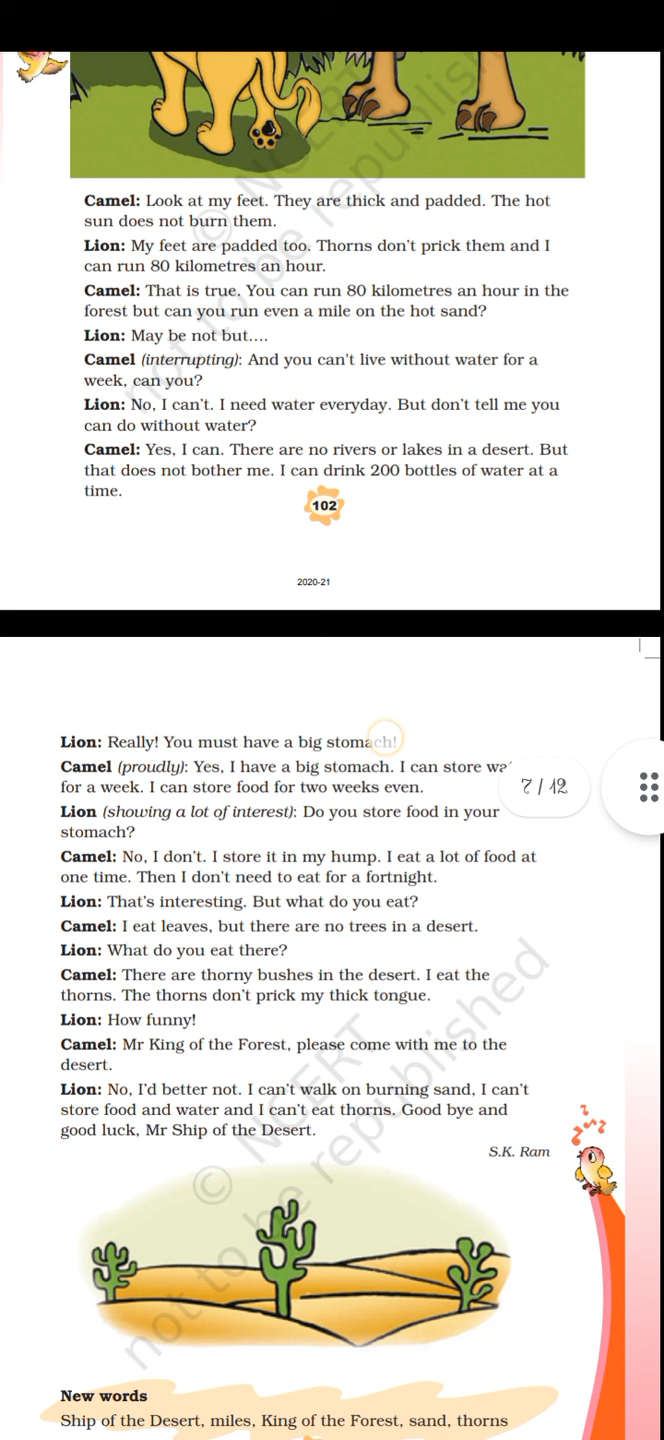 Camel: Look at my feet. They are thick and padded. The hot
sun does not burn them.
Lion: My feet are padded too. Thorns don't prick them and I
can run 80 kilometres an hour.
Camel: That is true. You can run 80 kilometres an hour in the
forest but can you run even a mile on the hot sand?
Lion: May be not but....
Camel (interrupting): And you can't live without water for a
week, can you?
Lion: No, I can't. I need water everyday. But don't tell me you
can do without water?
Camel: Yes, I can. There are no rivers or lakes in a desert. But
that does not bother me. I can drink 200 bottles of water at a
time.
102
2020-21
Lion: Really! You must have a big stomach!
Camel (proudly): Yes, I have a big stomach. I can store
for a week. I can store food for two weeks even.
7 / 12
Lion (showing a lot of interest): Do you store food in your
stomach?
Camel: No, I don't. I store it in my hump. I eat a lot of food at
one time. Then I don't need to eat for a fortnight.
Lion: That's interesting. But what do you eat?
Camel: I eat leaves, but there are no trees in a desert.
Lion: What do you eat there?
Camel: There are thorny bushes in the desert. I eat the
thorns. The thorns don't prick my thick tongue.
Lion: How funny!
Camel: Mr King of the Forest, please come with me to the
desert.
Lion: No, I'd better not. I can't walk on burning sand, I can't
store food and water and I can't eat thorns. Good bye and
good luck, Mr Ship of the Desert.
S.K. Ram
New words
Ship of the Desert, miles, King of the Forest, sand, thorns
© NCERT
not to be republished
© NCERT
not to be republished